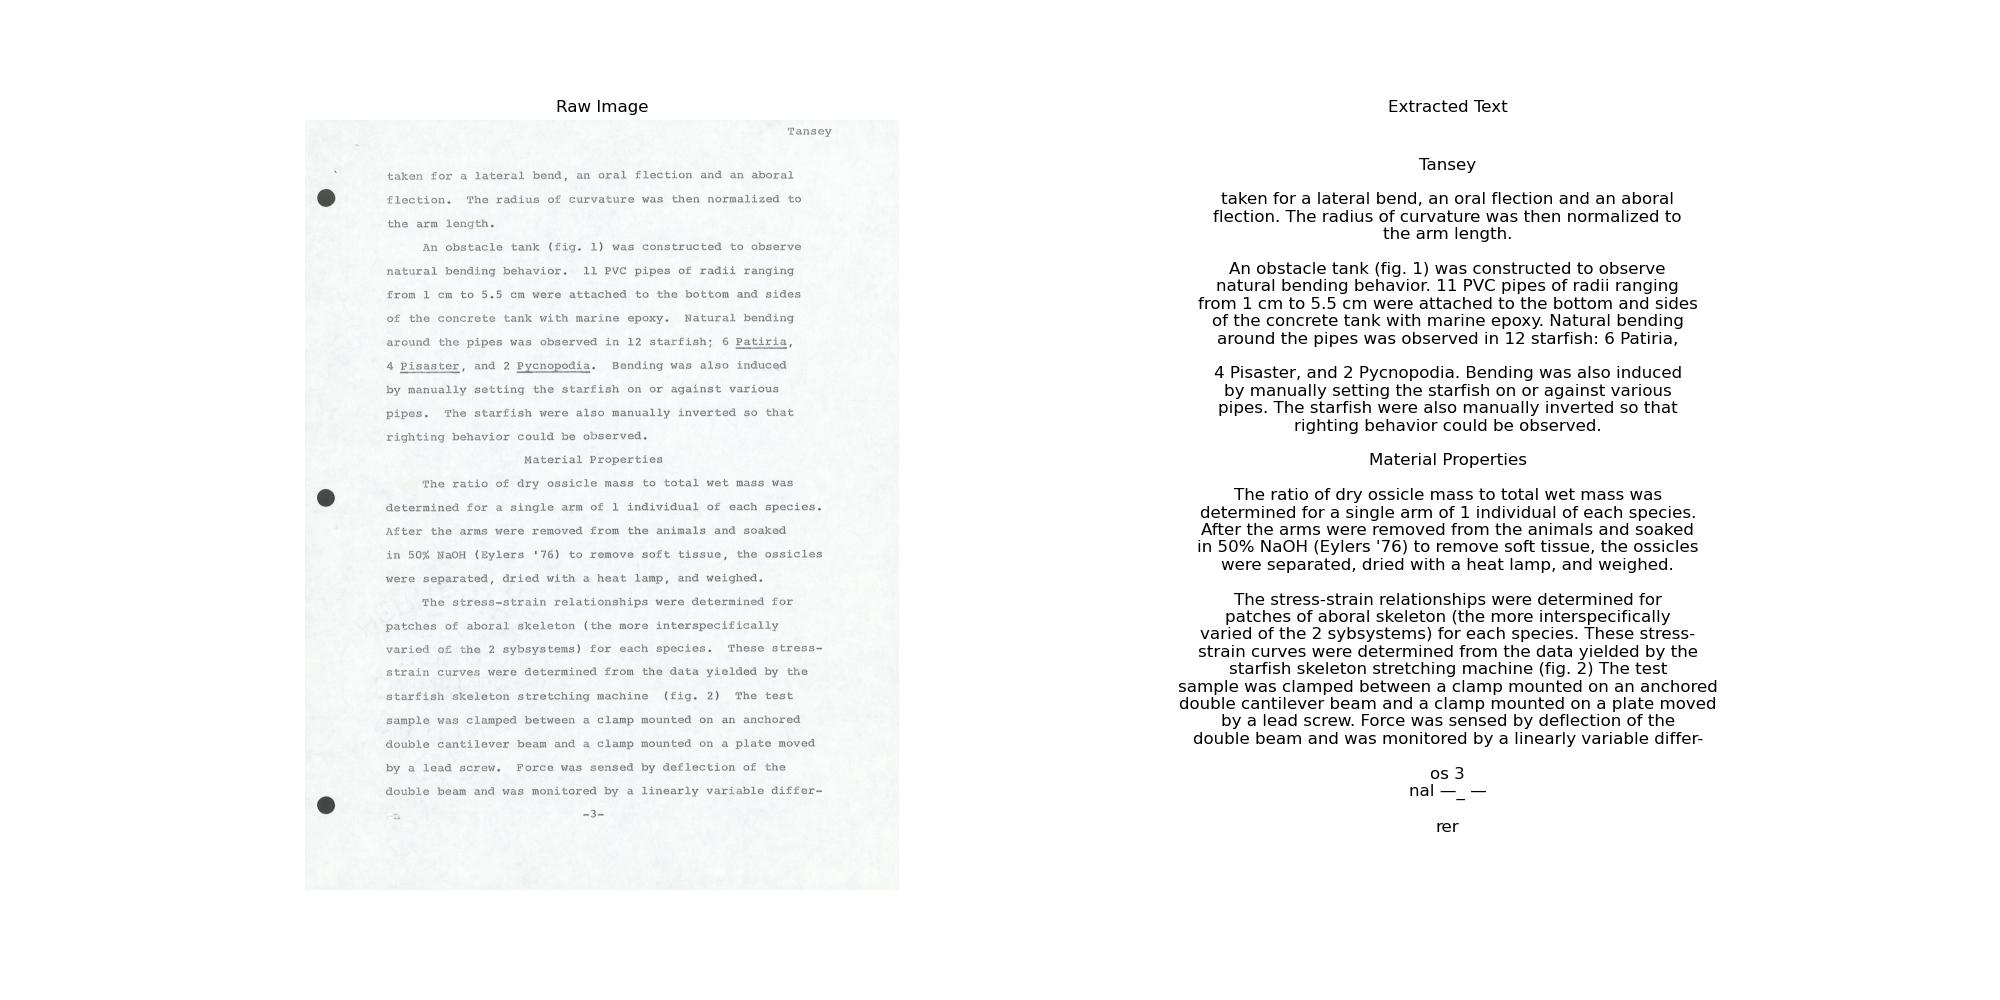 Raw Image
Tansey
taken for a lateral bend, an oral flection and an aboral
flection.  The radius of curvature was then normalized to
the arm length.
An obstacle tank (fig. 1) was constructed to observe
natural bending behavior.  11 PVC pipes of radii ranging
from 1 cm to 5.5 cm were attached to the bottom and sides
of the concrete tank with marine epoxy.  Natural bending
around the pipes was observed in 12 starfish; 6 Patiria,
4 Pisaster, and 2 Pycnopodia.  Bending was also induced
by manually setting the starfish on or against various
pipes.  The starfish were also manually inverted so that
righting behavior could be observed.
Material Properties
The ratio of dry ossicle mass to total wet mass was
determined for a single arm of 1 individual of each species.
After the arms were removed from the animals and soaked
in 50% NaOH (Eylers '76) to remove soft tissue, the ossicles
were separated, dried with a heat lamp, and weighed.
The stress-strain relationships were determined for
patches of aboral skeleton (the more interspecifically
varied of the 2 sybsystems) for each species.  These stress-
strain curves were determined from the data yielded by the
starfish skeleton stretching machine  (fig. 2)  The test
sample was clamped between a clamp mounted on an anchored
double cantilever beam and a clamp mounted on a plate moved
by a lead screw.  Force was sensed by deflection of the
double beam and was monitored by a linearly variable differ-
-3-
Extracted Text
Tansey
taken for a lateral bend, an oral flection and an aboral
flection. The radius of curvature was then normalized to
the arm length.
An obstacle tank (fig. 1) was constructed to observe
natural bending behavior. 11 PVC pipes of radii ranging
from 1 cm to 5.5 cm were attached to the bottom and sides
of the concrete tank with marine epoxy. Natural bending
around the pipes was observed in 12 starfish: 6 Patiria,
4 Pisaster, and 2 Pycnopodia. Bending was also induced
by manually setting the starfish on or against various
pipes. The starfish were also manually inverted so that
righting behavior could be observed.
Material Properties
The ratio of dry ossicle mass to total wet mass was
determined for a single arm of 1 individual of each species.
After the arms were removed from the animals and soaked
in 50% NaOH (Eylers '76) to remove soft tissue, the ossicles
were separated, dried with a heat lamp, and weighed.
The stress-strain relationships were determined for
patches of aboral skeleton (the more interspecifically
varied of the 2 sybsystems) for each species. These stress-
strain curves were determined from the data yielded by the
starfish skeleton stretching machine (fig. 2) The test
sample was clamped between a clamp mounted on an anchored
double cantilever beam and a clamp mounted on a plate moved
by a lead screw. Force was sensed by deflection of the
double beam and was monitored by a linearly variable differ-
os 3
nal —_ —
rer